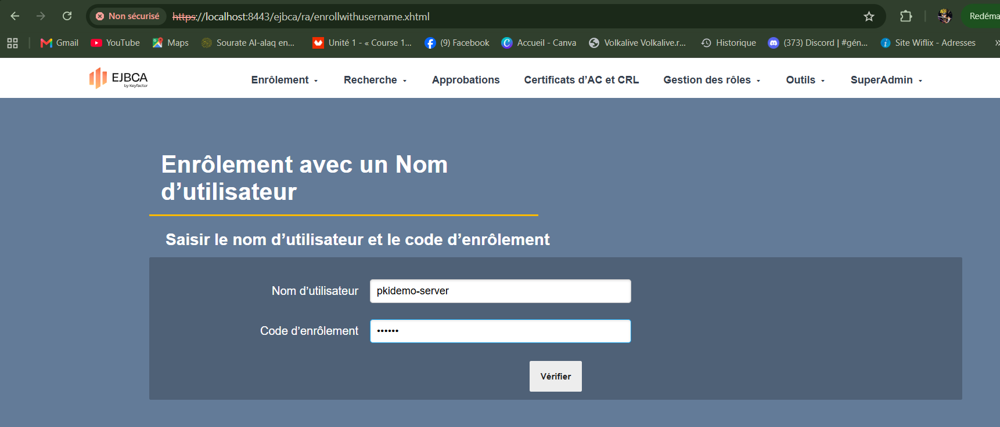 Non sécurisé https://localhost:8443/ejbca/ra/enrollwithusername.xhtml Redéma
Gmail YouTube Maps Sourate Al-alaq en... Unité 1 - « Course 1... (9) Facebook Accueil - Canva Volkalive Volkalive.r... Historique (373) Discord | #gén... Site Wiflix - Adresses »
EJBCA
by Keyfactor
Enrôlement Recherche Approbations Certificats d’AC et CRL Gestion des rôles Outils SuperAdmin
Enrôlement avec un Nom
d’utilisateur
Saisir le nom d’utilisateur et le code d’enrôlement
Nom d’utilisateur pkidemo-server
Code d’enrôlement ••••••
Vérifier